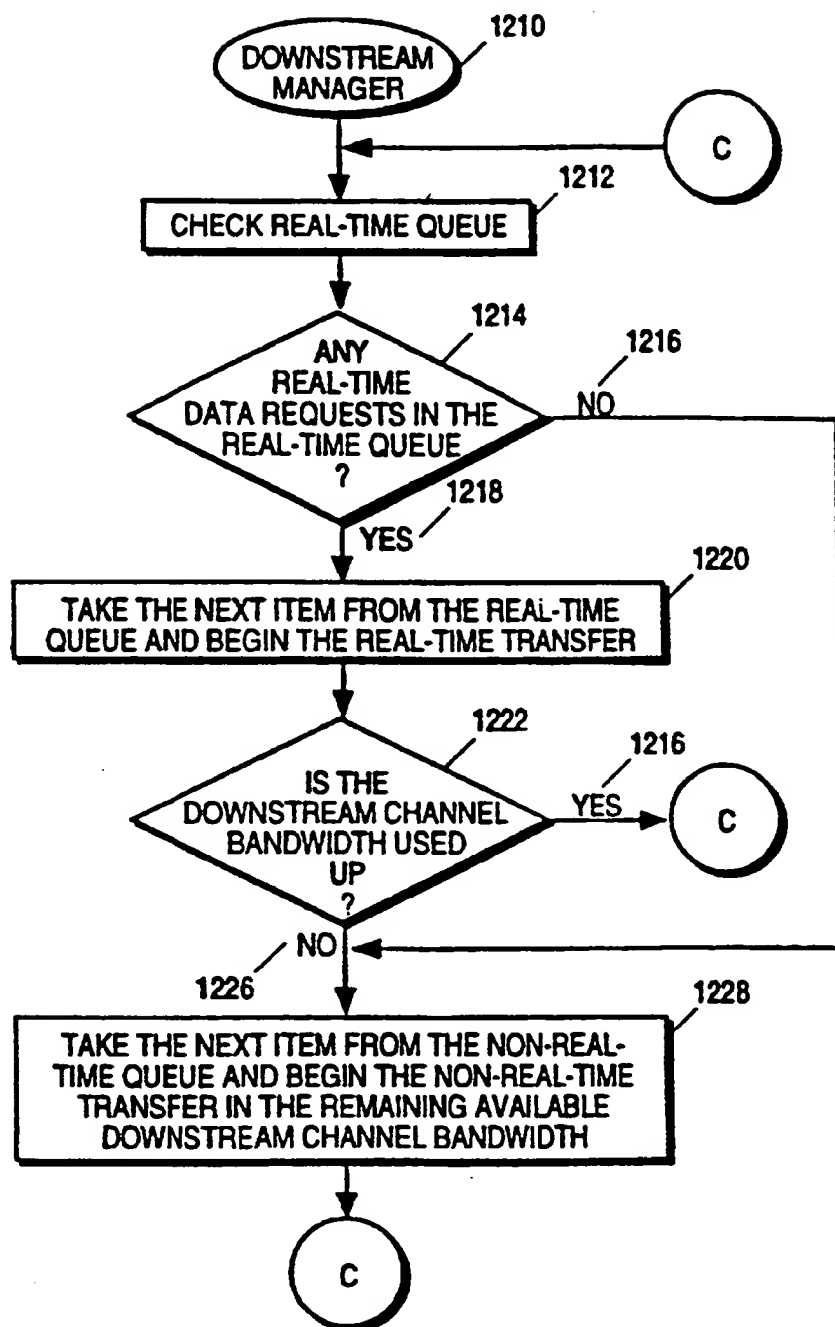 1210
DOWNSTREAM
MANAGER
C
1212
CHECK REAL-TIME QUEUE
1214
ANY
REAL-TIME
DATA REQUESTS IN THE
REAL-TIME QUEUE
?
1216
NO
1218
YES
1220
TAKE THE NEXT ITEM FROM THE REAL-TIME
QUEUE AND BEGIN THE REAL-TIME TRANSFER
1222
IS THE
DOWNSTREAM CHANNEL
BANDWIDTH USED
UP
?
1216
YES
C
NO
1226
1228
TAKE THE NEXT ITEM FROM THE NON-REAL-
TIME QUEUE AND BEGIN THE NON-REAL-TIME
TRANSFER IN THE REMAINING AVAILABLE
DOWNSTREAM CHANNEL BANDWIDTH
C